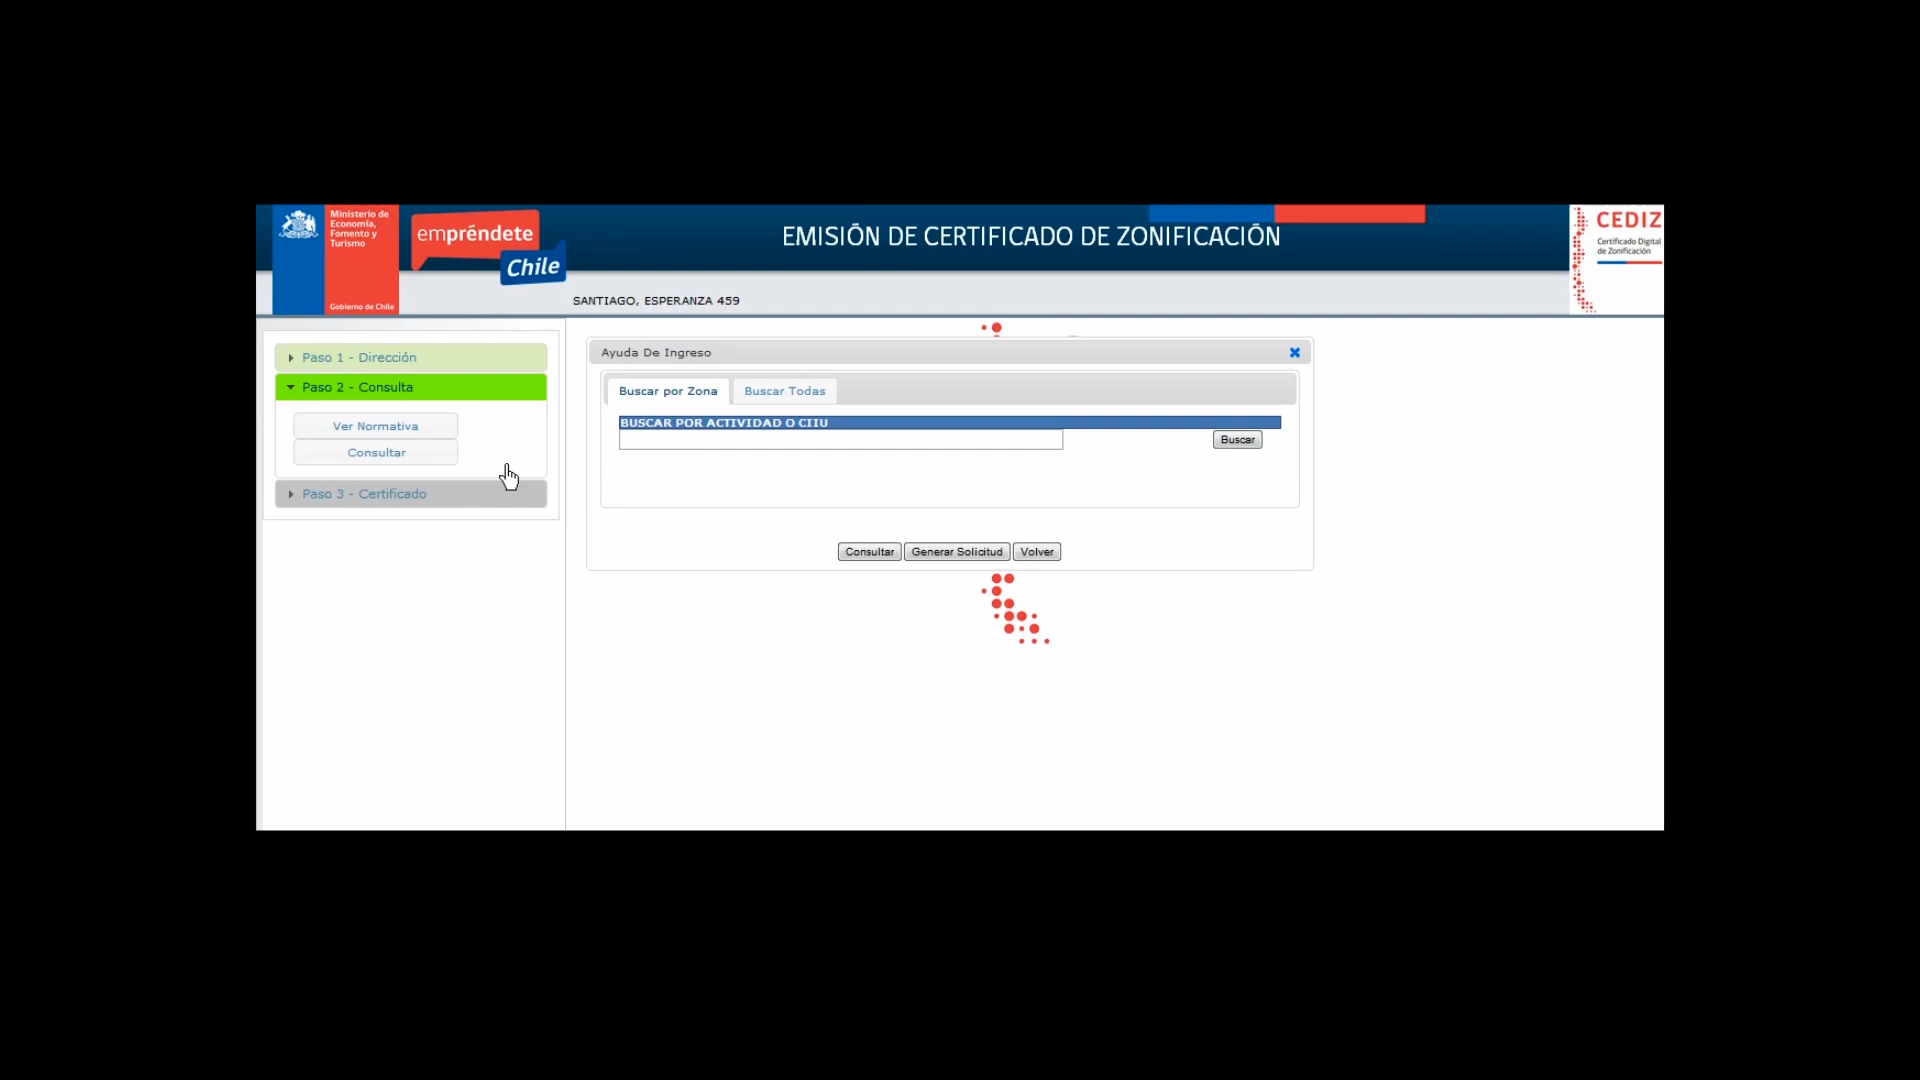 Ministerio de
Economía,
Fomento y
Turismo
Gobierno de Chile
empréndete
Chile
EMISIÓN DE CERTIFICADO DE ZONIFICACIÓN
CEDIZ
Certificado Digital
de Zonificación
SANTIAGO, ESPERANZA 459
Paso 1 - Dirección
Paso 2 - Consulta
Ver Normativa
Consultar
Paso 3 - Certificado
Ayuda De Ingreso
Buscar por Zona
Buscar Todas
BUSCAR POR ACTIVIDAD O CIIU
Buscar
Consultar
Generar Solicitud
Volver